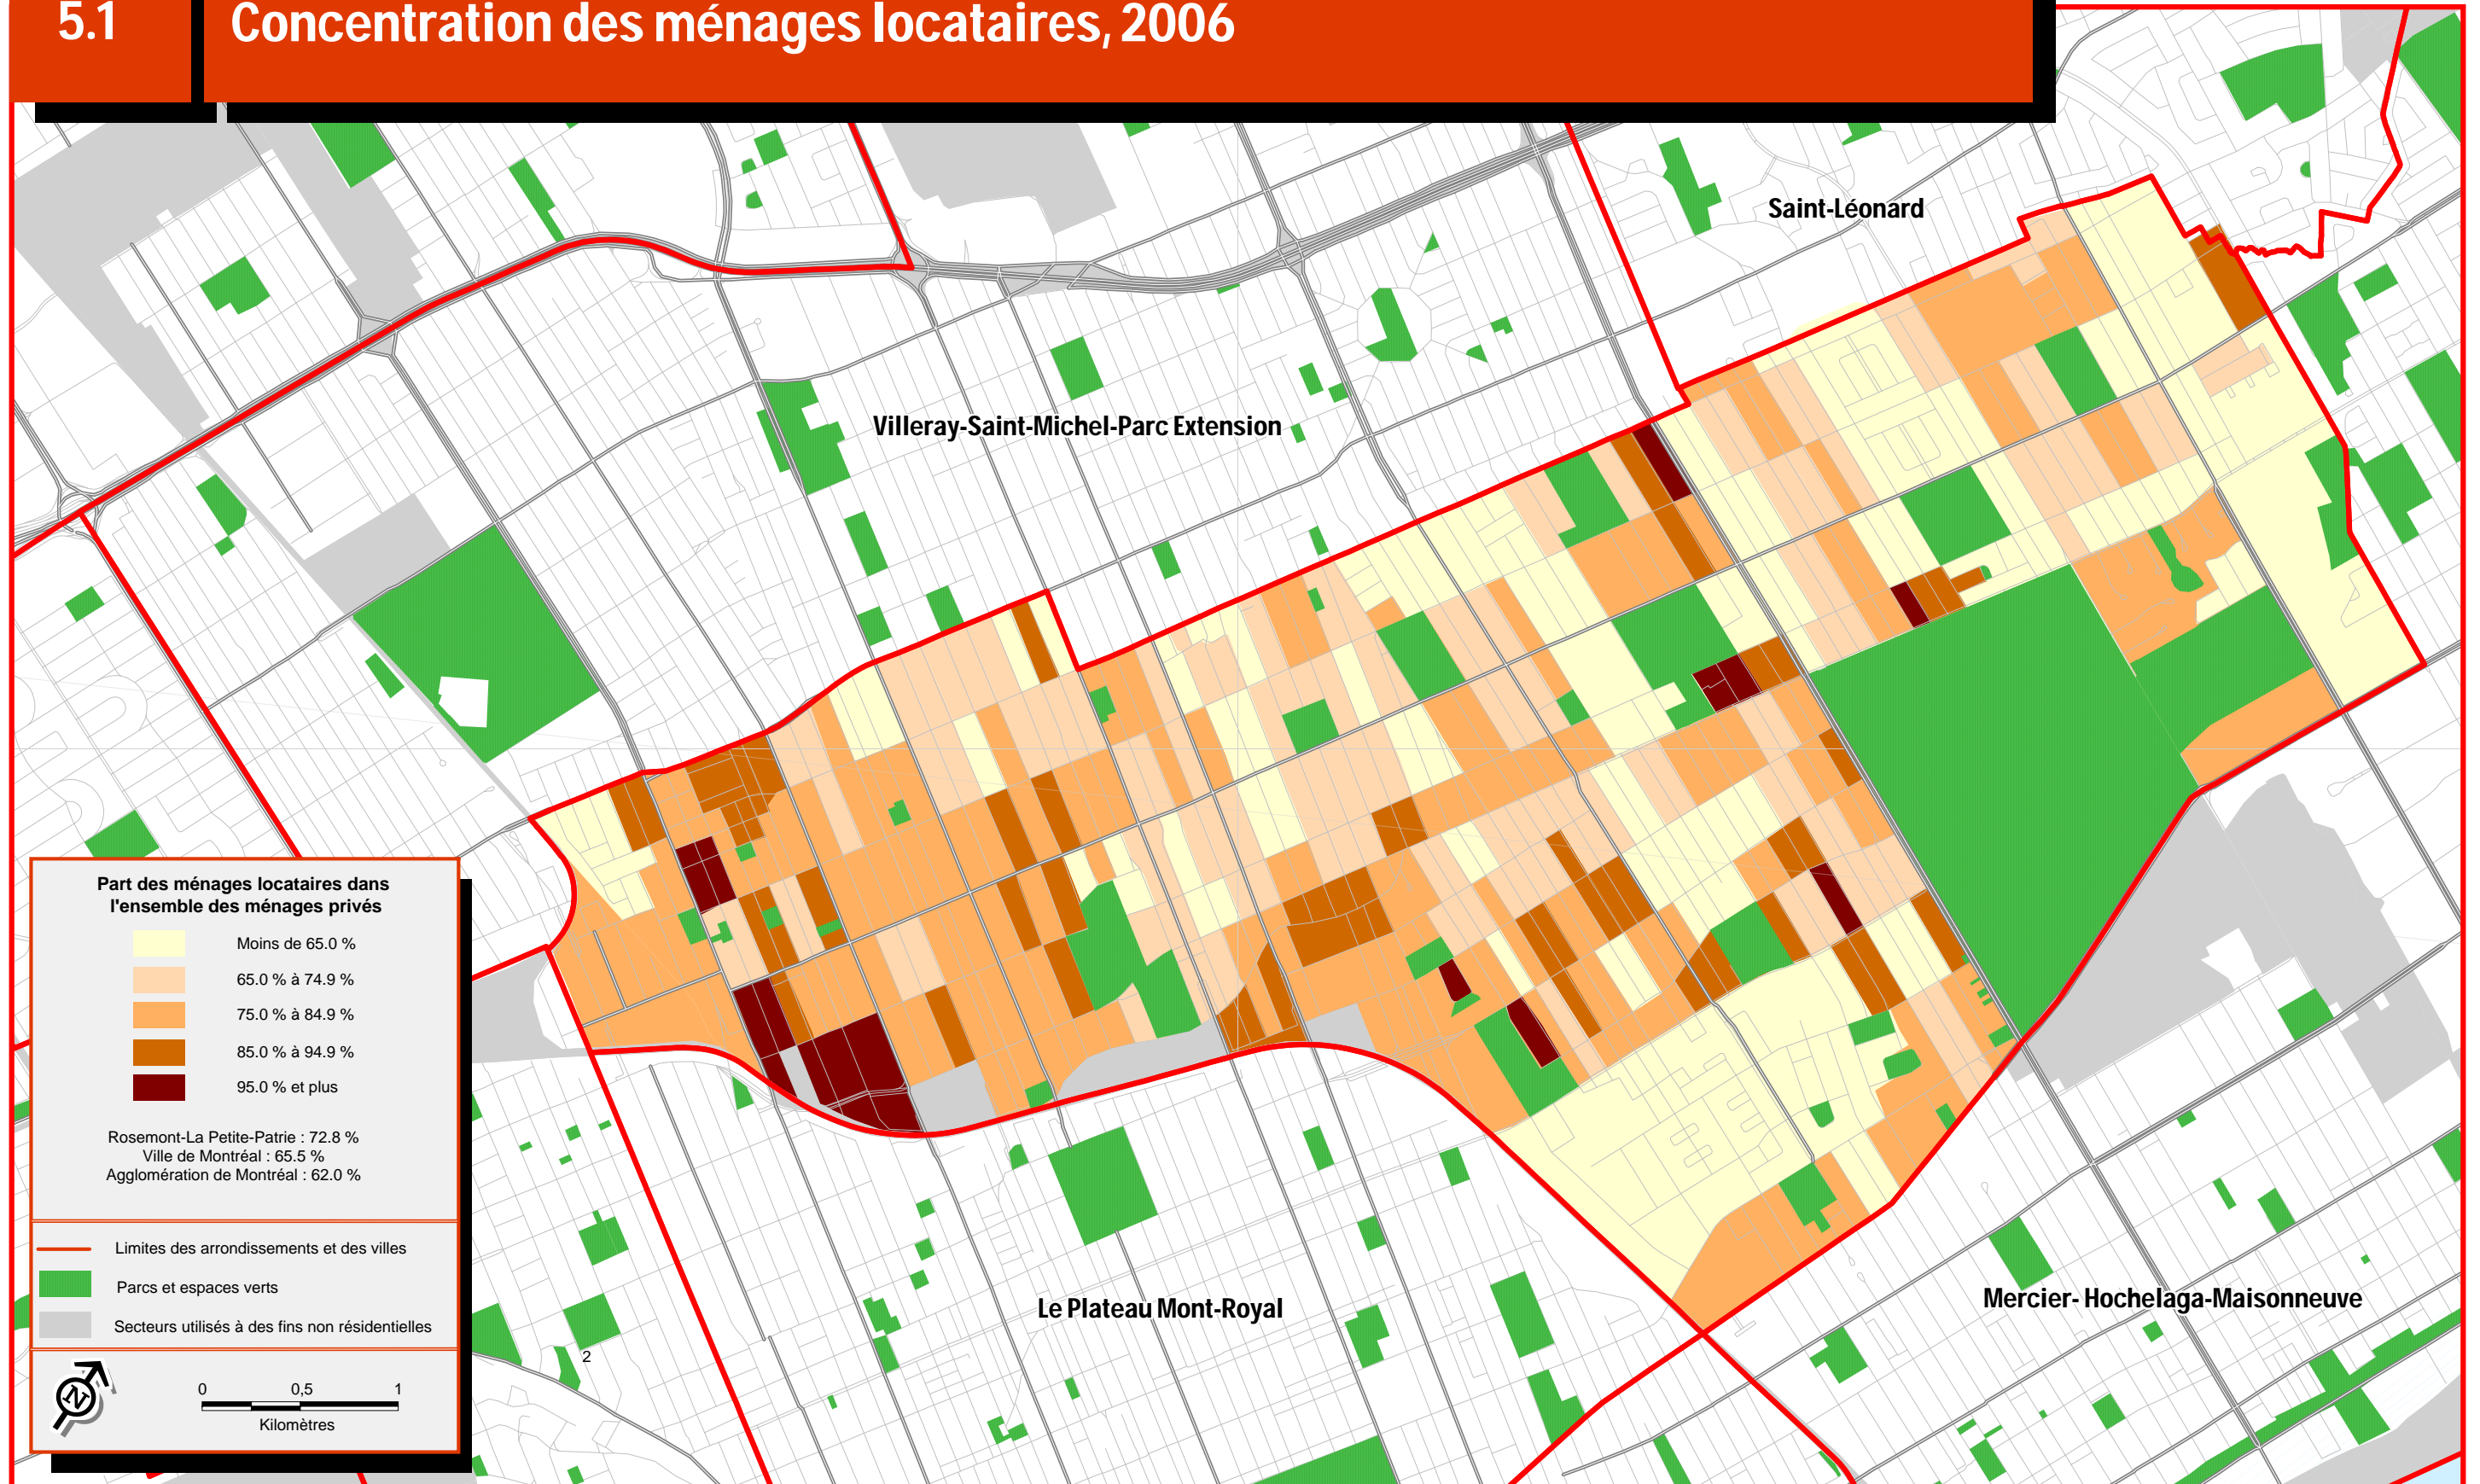 5.1
Concentration des ménages locataires, 2006
Saint-Léonard
Villeray-Saint-Michel-Parc Extension
Part des ménages locataires dans
l'ensemble des ménages privés
Moins de 65.0 %
65.0 % à 74.9 %
75.0 % à 84.9 %
85.0 % à 94.9 %
95.0 % et plus
Rosemont-La Petite-Patrie : 72.8 %
Ville de Montréal : 65.5 %
Agglomération de Montréal : 62.0 %
Limites des arrondissements et des villes
Parcs et espaces verts
Secteurs utilisés à des fins non résidentielles
N
0 0,5 1
Kilomètres
2
Le Plateau Mont-Royal
Mercier- Hochelaga-Maisonneuve